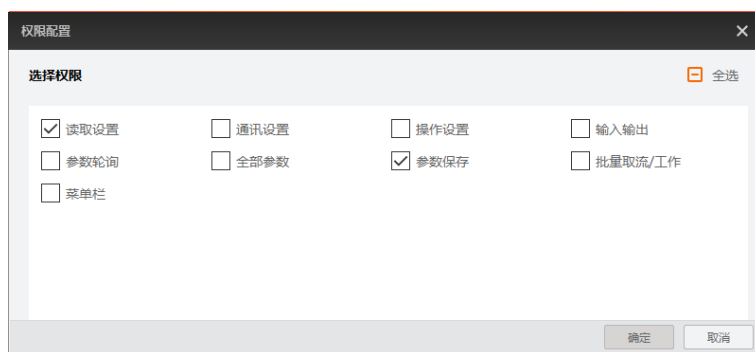 权限配置
选择权限 全选
读取设置 通讯设置 操作设置 输入输出
参数轮询 全部参数 参数保存 批量取流/工作
菜单栏
确定 取消